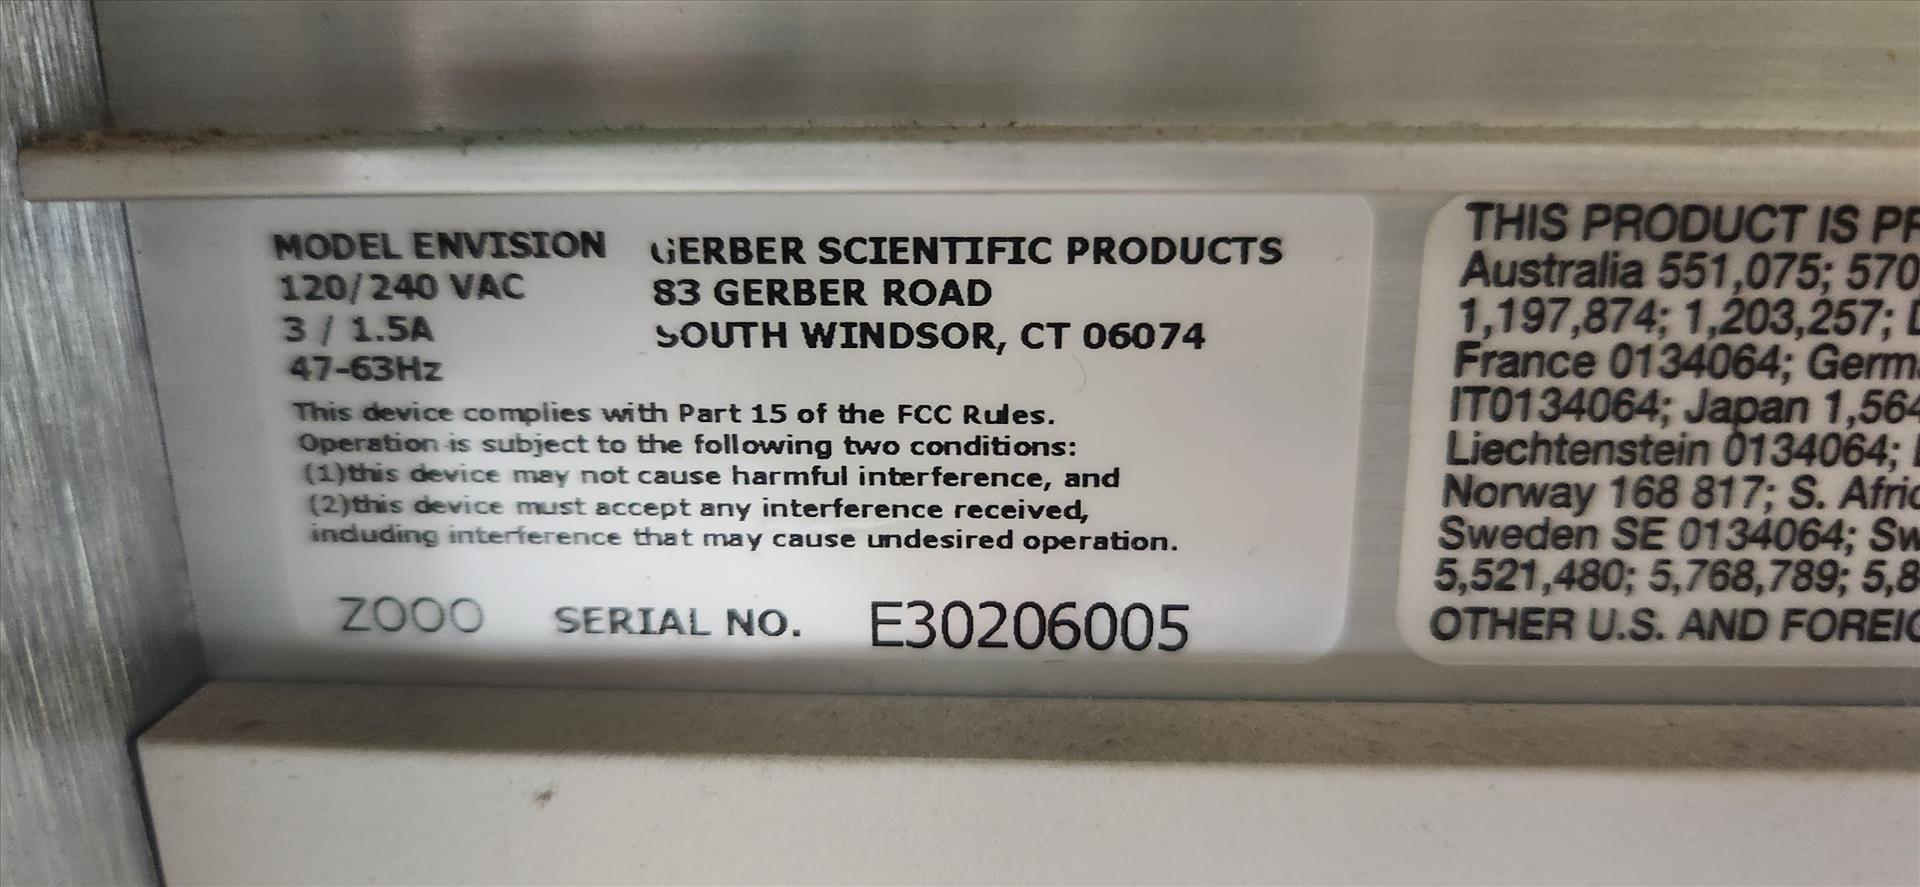 MODEL ENVISION
120/240 VAC
3 / 1.5A
47-63Hz
GERBER SCIENTIFIC PRODUCTS
83 GERBER ROAD
SOUTH WINDSOR, CT 06074
This device complies with Part 15 of the FCC Rules.
Operation is subject to the following two conditions:
(1)this device may not cause harmful interference, and
(2)this device must accept any interference received,
including interference that may cause undesired operation.
ZOOO SERIAL NO. E30206005
THIS PRODUCT IS
Australia 551,075; 570
1,197,874; 1,203,257;
France 0134064;
IT0134064; Japan 1,564
Liechtenstein 0134064;
Norway 168 817; S.
Sweden SE 0134064;
5,521,480; 5,768,789; 5,8
OTHER U.S. AND